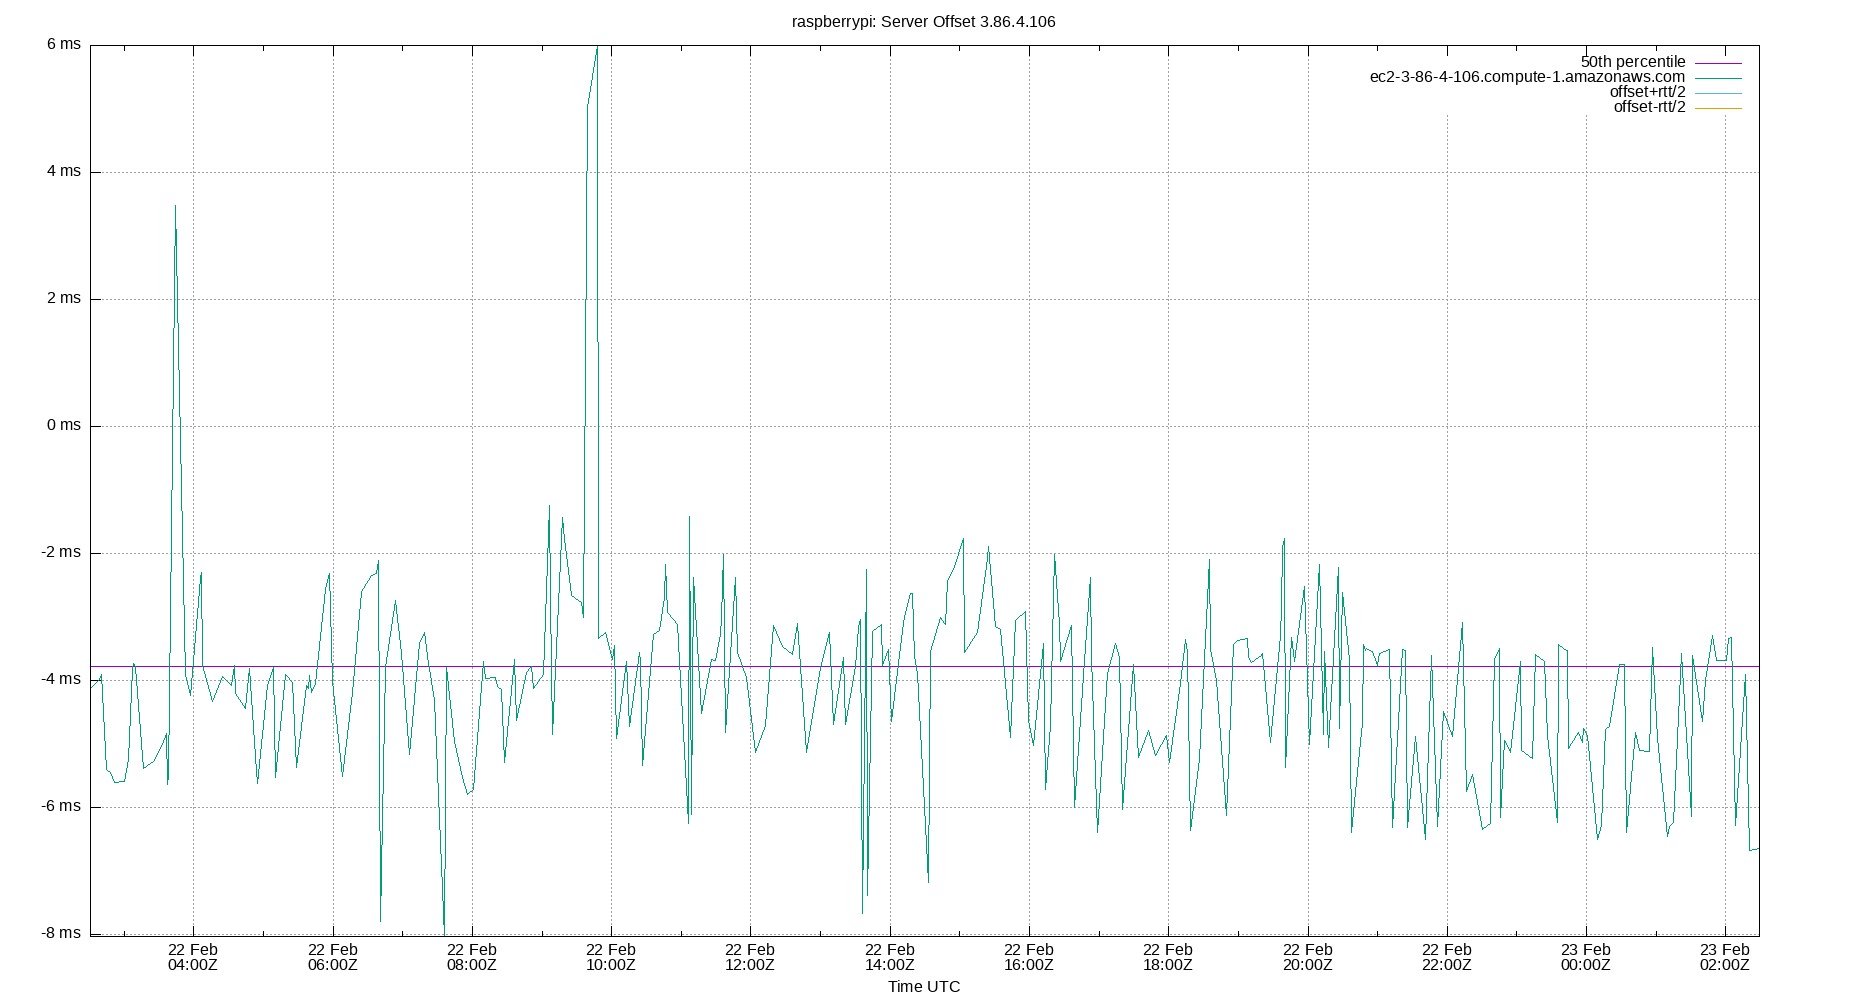 raspberrypi: Server Offset 3.86.4.106
6 ms
4 ms
2 ms
0 ms
-2 ms
-4 ms
-6 ms
-8 ms
50th percentile
ec2-3-86-4-106.compute-1.amazonaws.com
offset+rtt/2
offset-rtt/2
22 Feb 22 Feb 22 Feb 22 Feb 22 Feb 22 Feb 22 Feb 22 Feb 22 Feb 22 Feb 23 Feb 23 Feb
04:00Z 06:00Z 08:00Z 10:00Z 12:00Z 14:00Z 16:00Z 18:00Z 20:00Z 22:00Z 00:00Z 02:00Z
Time UTC